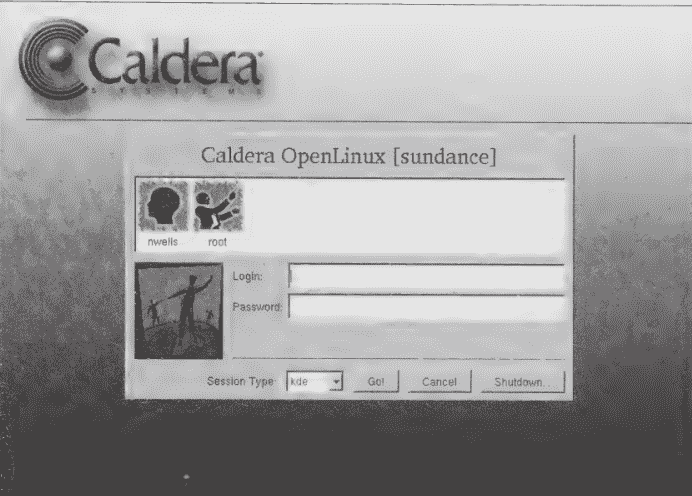 Caldera
SYSTEMS
Caldera OpenLinux [sundance]
nwells root
Login:
Password:
Session Type: kde Go! Cancel Shutdown...